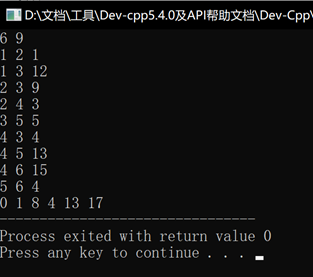 D:\文档\工具\Dev-cpp5.4.0及API帮助文档\Dev-Cpp\
6 9
1 2 1
1 3 12
2 3 9
2 4 3
3 5 5
4 3 4
4 5 13
4 6 15
5 6 4
0 1 8 4 13 17
--------------------------------
Process exited with return value 0
Press any key to continue . . .